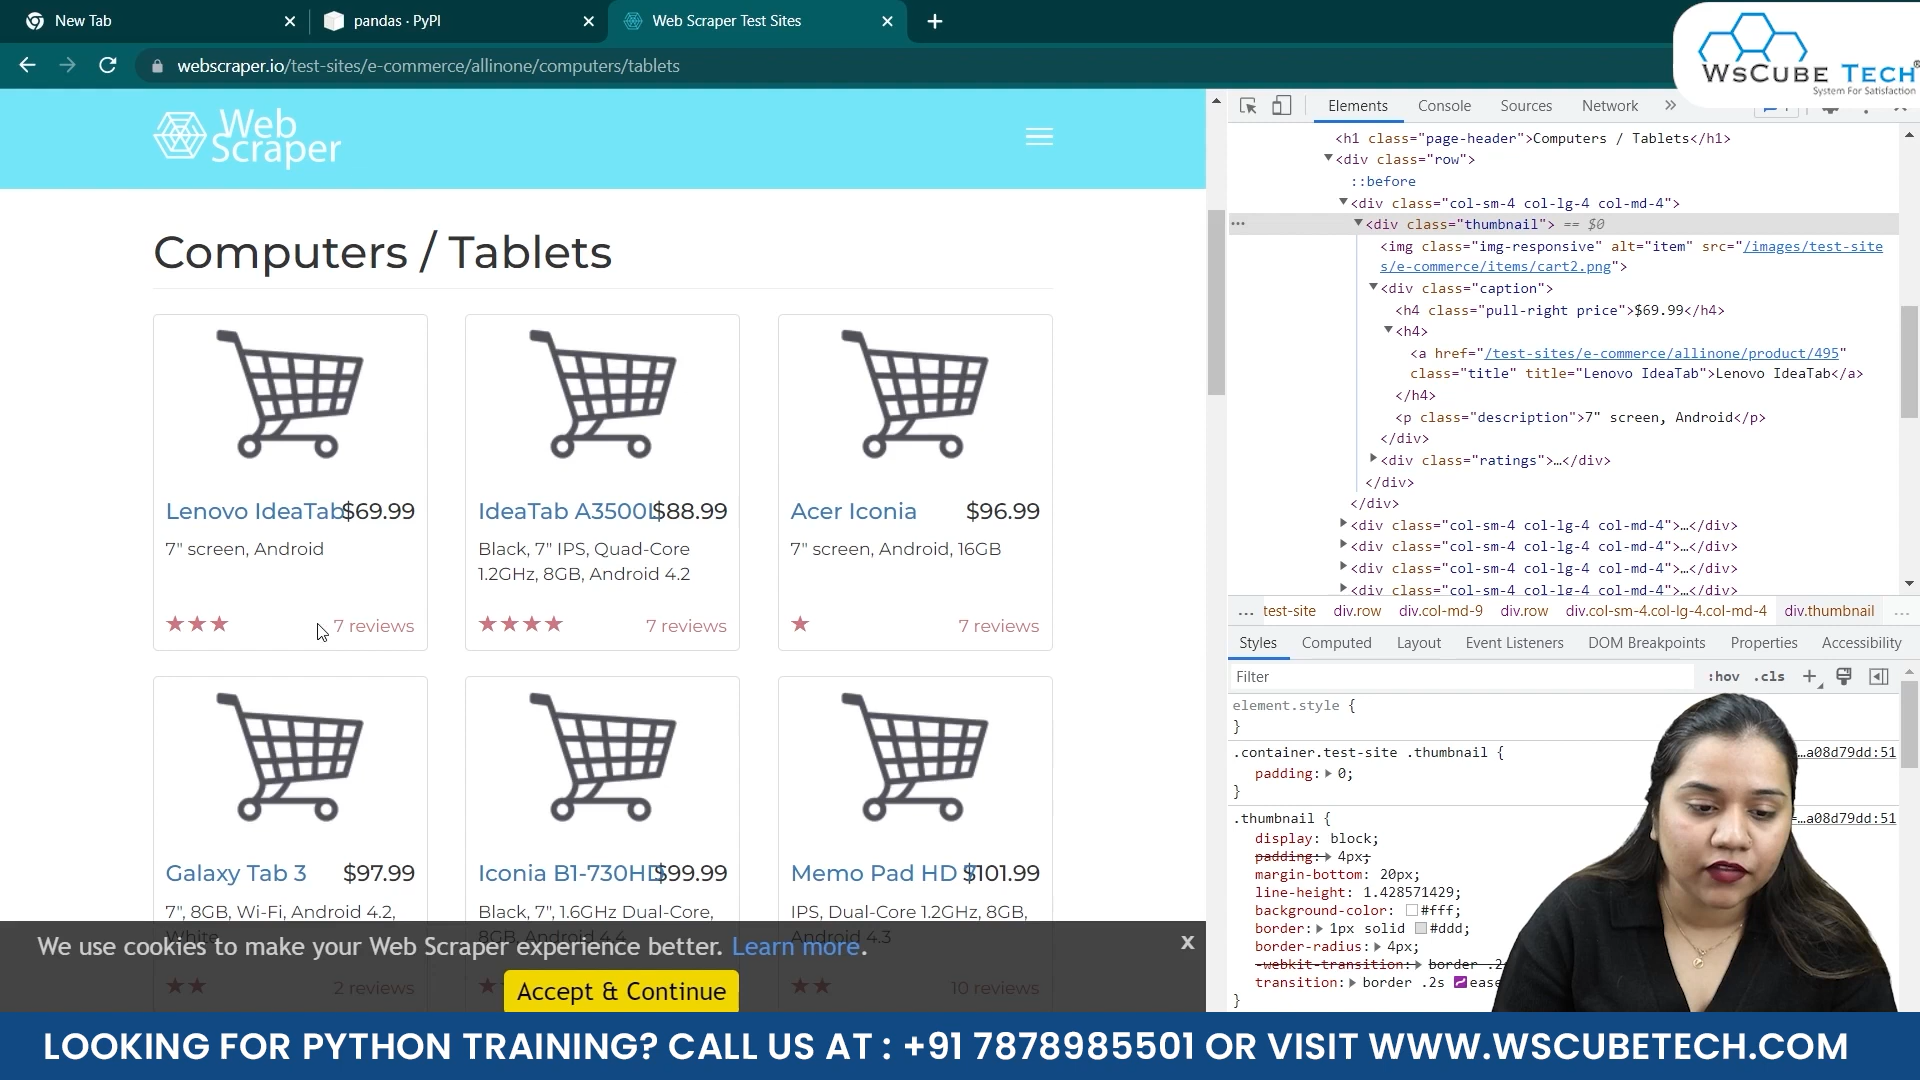 New Tab
pandas · PyPI
Web Scraper Test Sites
webscraper.io/test-sites/e-commerce/allinone/computers/tablets
WsCube Tech®
System For Satisfaction
Web
Scraper
Computers / Tablets
Lenovo IdeaTab $69.99
7" screen, Android
7 reviews
IdeaTab A3500L $88.99
Black, 7" IPS, Quad-Core
1.2GHz, 8GB, Android 4.2
7 reviews
Acer Iconia $96.99
7" screen, Android, 16GB
7 reviews
Galaxy Tab 3 $97.99
7", 8GB, Wi-Fi, Android 4.2,
White
2 reviews
Iconia B1-730HD $99.99
Black, 7", 1.6GHz Dual-Core,
8GB, Android 4.4
Memo Pad HD 7 $101.99
IPS, Dual-Core 1.2GHz, 8GB,
Android 4.3
10 reviews
We use cookies to make your Web Scraper experience better. Learn more.
x
Accept & Continue
Elements Console Sources Network »
<h1 class="page-header">Computers / Tablets</h1>
<div class="row">
::before
<div class="col-sm-4 col-lg-4 col-md-4">
<div class="thumbnail"> == $0
<img class="img-responsive" alt="item" src="/images/test-site
s/e-commerce/items/cart2.png">
<div class="caption">
<h4 class="pull-right price">$69.99</h4>
<h4>
<a href="/test-sites/e-commerce/allinone/product/495"
class="title" title="Lenovo IdeaTab">Lenovo IdeaTab</a>
</h4>
<p class="description">7" screen, Android</p>
</div>
<div class="ratings">…</div>
</div>
</div>
<div class="col-sm-4 col-lg-4 col-md-4">…</div>
<div class="col-sm-4 col-lg-4 col-md-4">…</div>
<div class="col-sm-4 col-lg-4 col-md-4">…</div>
<div class="col-sm-4 col-lg-4 col-md-4">…</div>
... test-site div.row div.col-md-9 div.row div.col-sm-4.col-lg-4.col-md-4 div.thumbnail ...
Styles Computed Layout Event Listeners DOM Breakpoints Properties Accessibility
Filter :hov .cls +
element.style {
}
.container.test-site .thumbnail { …a08d79dd:51
padding: 0;
}
.thumbnail { …a08d79dd:51
display: block;
padding: 4px;
margin-bottom: 20px;
line-height: 1.428571429;
background-color: #fff;
border: 1px solid #ddd;
border-radius: 4px;
-webkit-transition: border .2
transition: border .2s ease
}
LOOKING FOR PYTHON TRAINING? CALL US AT : +91 7878985501 OR VISIT WWW.WSCUBETECH.COM